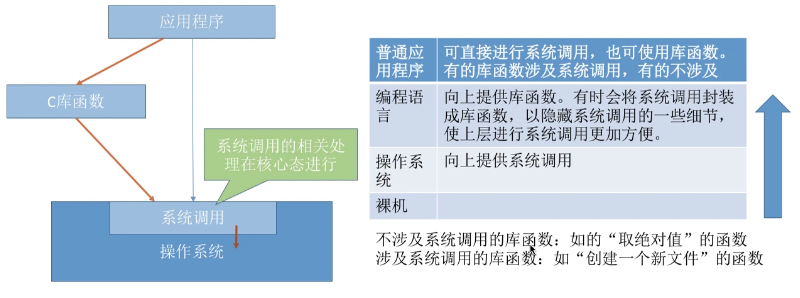 应用程序
C库函数
系统调用的相关处
理在核心态进行
系统调用
操作系统
普通应
用程序
可直接进行系统调用，也可使用库函数。
有的库函数涉及系统调用，有的不涉及
编程语
言
向上提供库函数。有时会将系统调用封装
成库函数，以隐藏系统调用的一些细节，
使上层进行系统调用更加方便。
操作系
统
向上提供系统调用
裸机
不涉及系统调用的库函数：如的“取绝对值”的函数
涉及系统调用的库函数：如“创建一个新文件”的函数